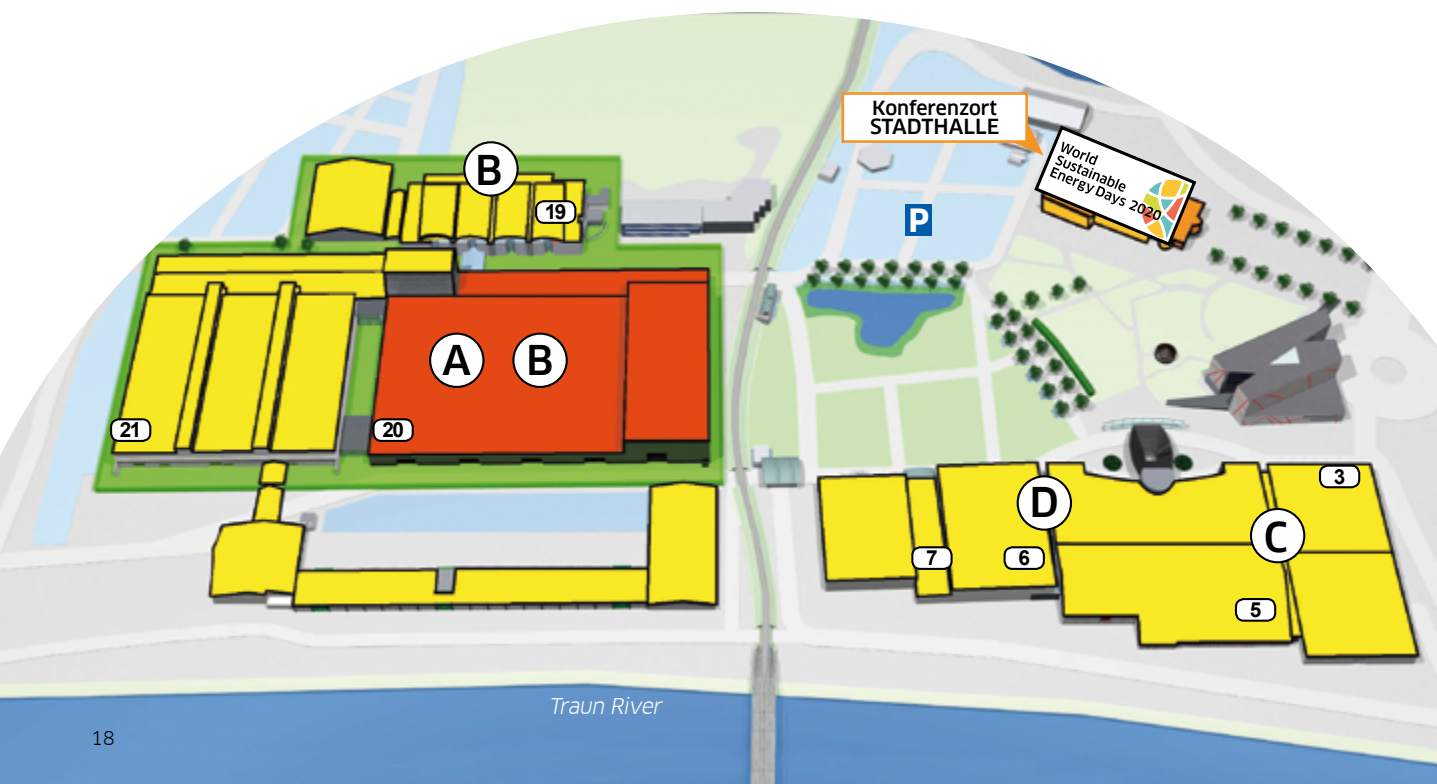 Konferenzort
STADTHALLE
World
Sustainable
Energy Days 2020
B
19
P
A
B
21
20
3
D
C
7
6
5
Traun River
18